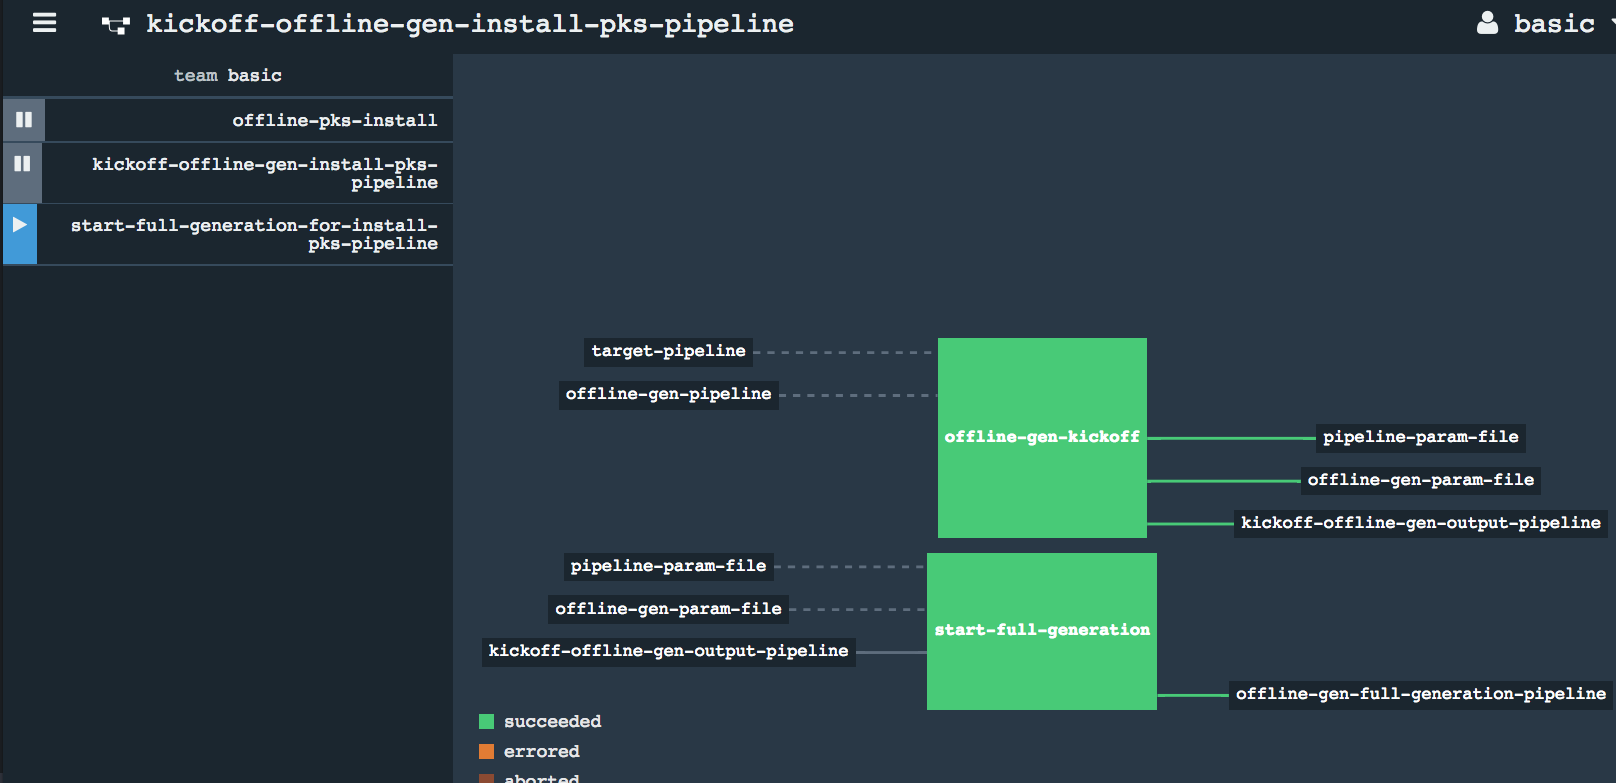 kickoff-offline-gen-install-pks-pipeline
basic
team basic
offline-pks-install
kickoff-offline-gen-install-pks-
pipeline
start-full-generation-for-install-
pks-pipeline
target-pipeline
offline-gen-pipeline
offline-gen-kickoff
pipeline-param-file
offline-gen-param-file
kickoff-offline-gen-output-pipeline
pipeline-param-file
offline-gen-param-file
kickoff-offline-gen-output-pipeline
start-full-generation
offline-gen-full-generation-pipeline
succeeded
errored
aborted